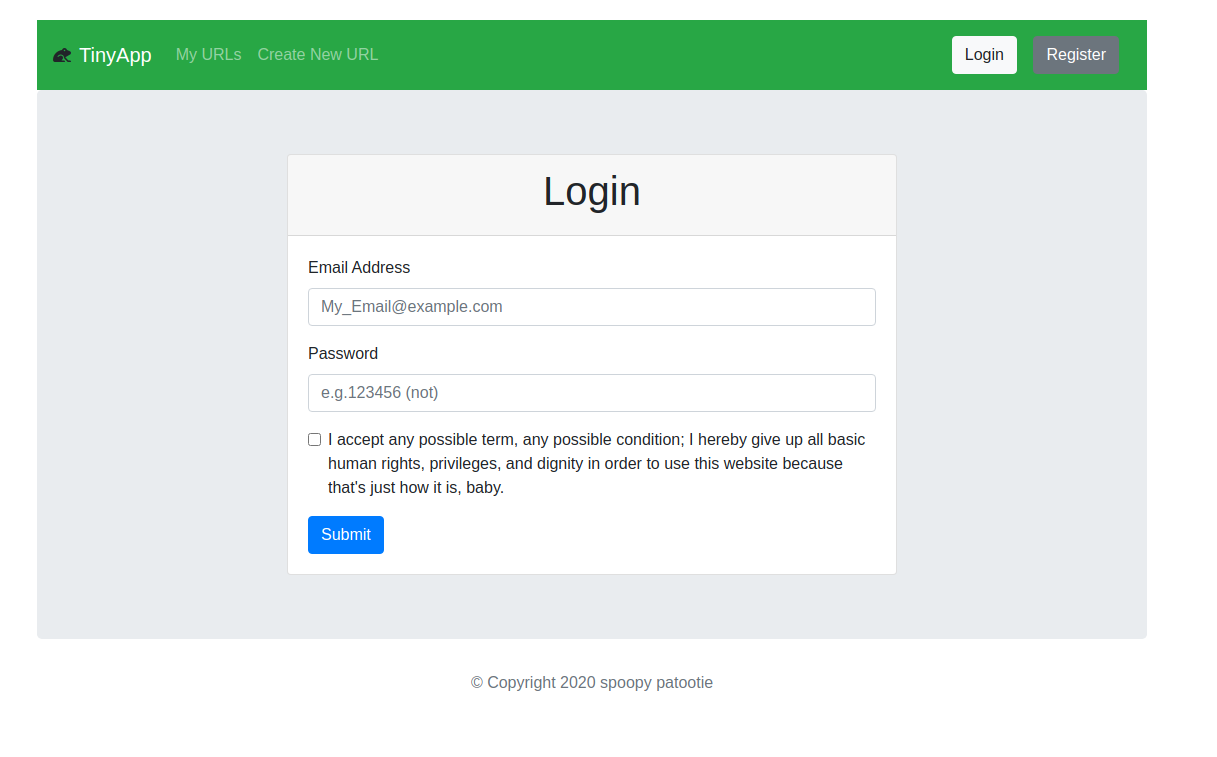 TinyApp My URLs Create New URL Login Register
Login
Email Address
My_Email@example.com
Password
e.g.123456 (not)
I accept any possible term, any possible condition; I hereby give up all basic
human rights, privileges, and dignity in order to use this website because
that's just how it is, baby.
Submit
© Copyright 2020 spoopy patootie